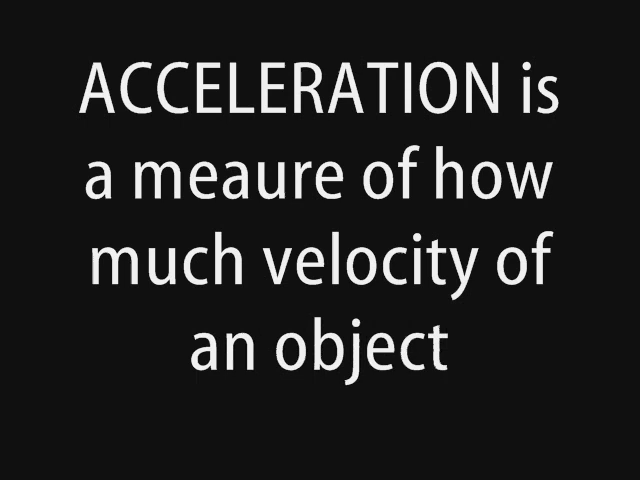 ACCELERATION is
a meaure of how
much velocity of
an object